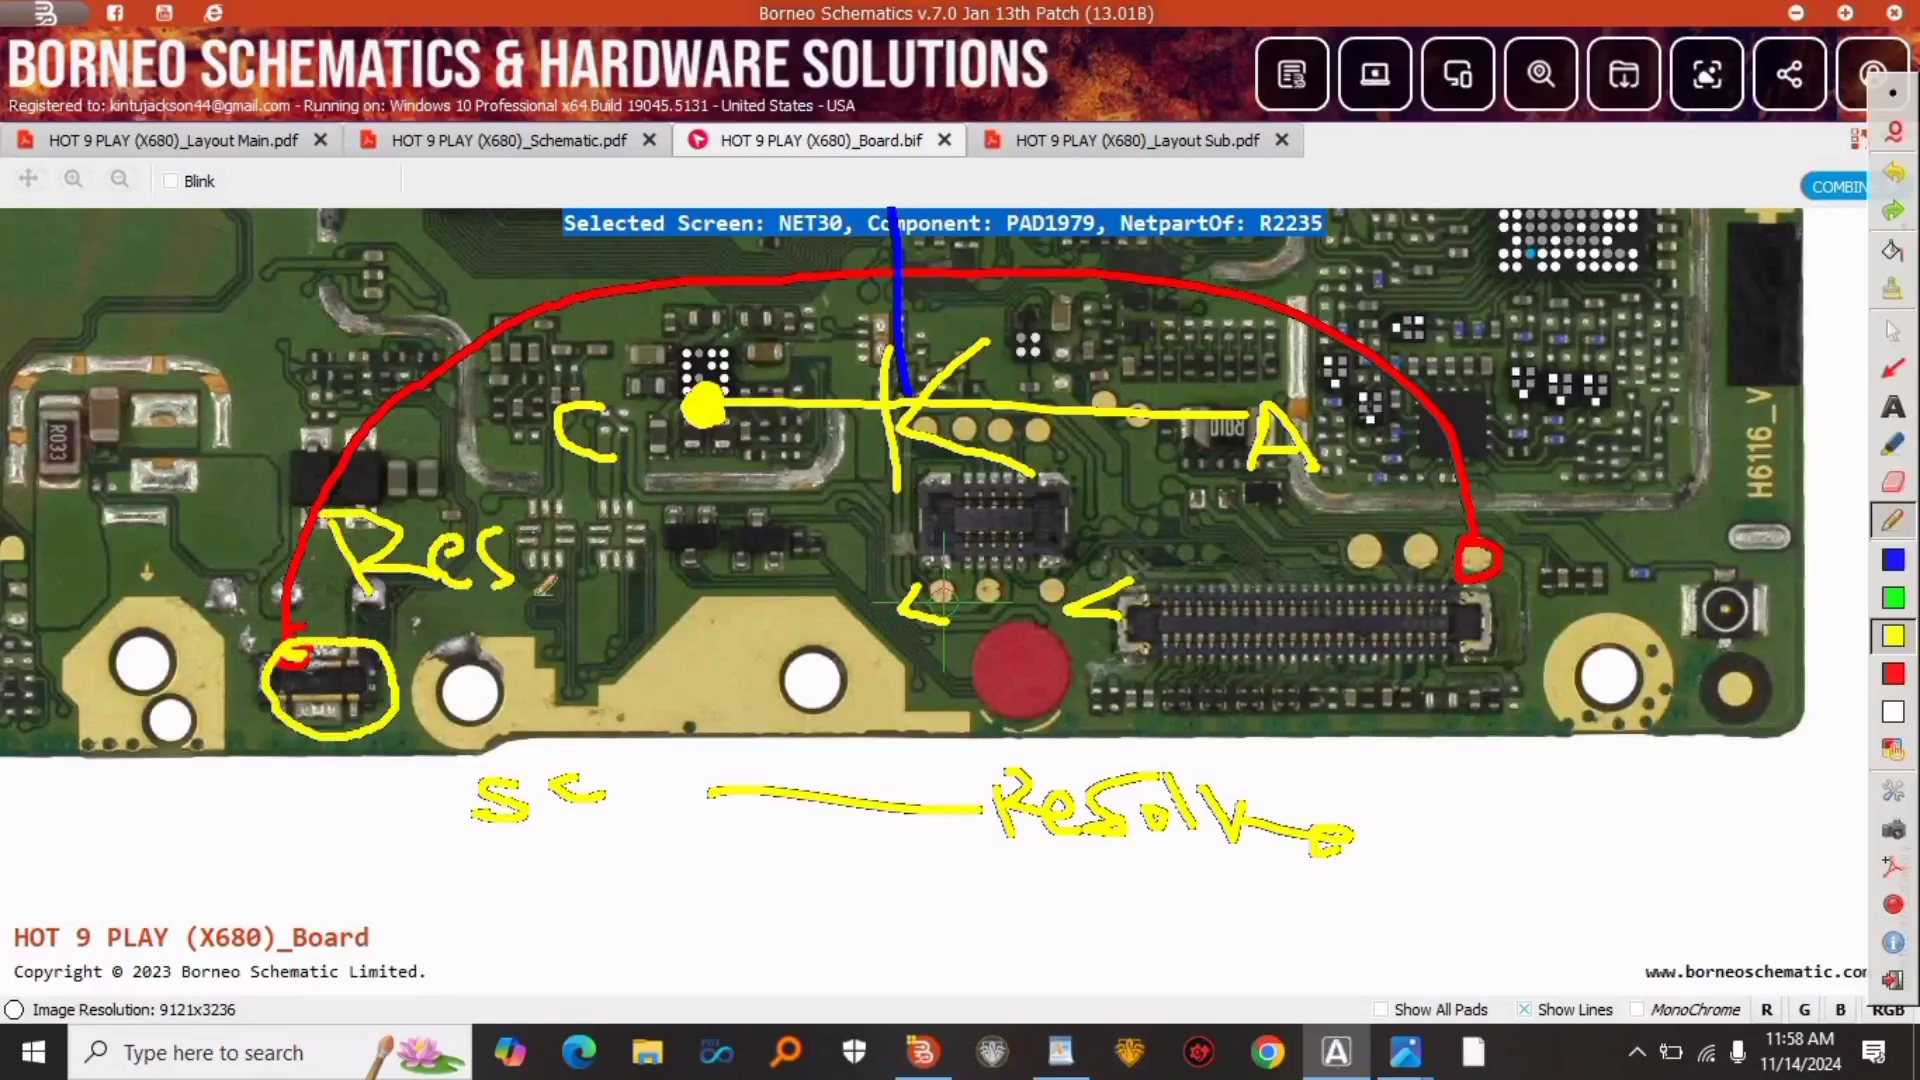 Borneo Schematics v.7.0 Jan 13th Patch (13.01B)
BORNEO SCHEMATICS & HARDWARE SOLUTIONS
Registered to: kintujackson44@gmail.com - Running on: Windows 10 Professional x64 Build 19045.5131 - United States - USA
HOT 9 PLAY (X680)_Layout Main.pdf
HOT 9 PLAY (X680)_Schematic.pdf
HOT 9 PLAY (X680)_Board.bif
HOT 9 PLAY (X680)_Layout Sub.pdf
Blink
COMBIN
Selected Screen: NET30, Component: PAD1979, NetpartOf: R2235
C K A
R033
R010
H6116_V
Res
sc Resolve
HOT 9 PLAY (X680)_Board
Copyright © 2023 Borneo Schematic Limited.
www.borneoschematic.co
Image Resolution: 9121x3236
Show All Pads
Show Lines
MonoChrome
R G B RGB
Type here to search
11:58 AM
11/14/2024